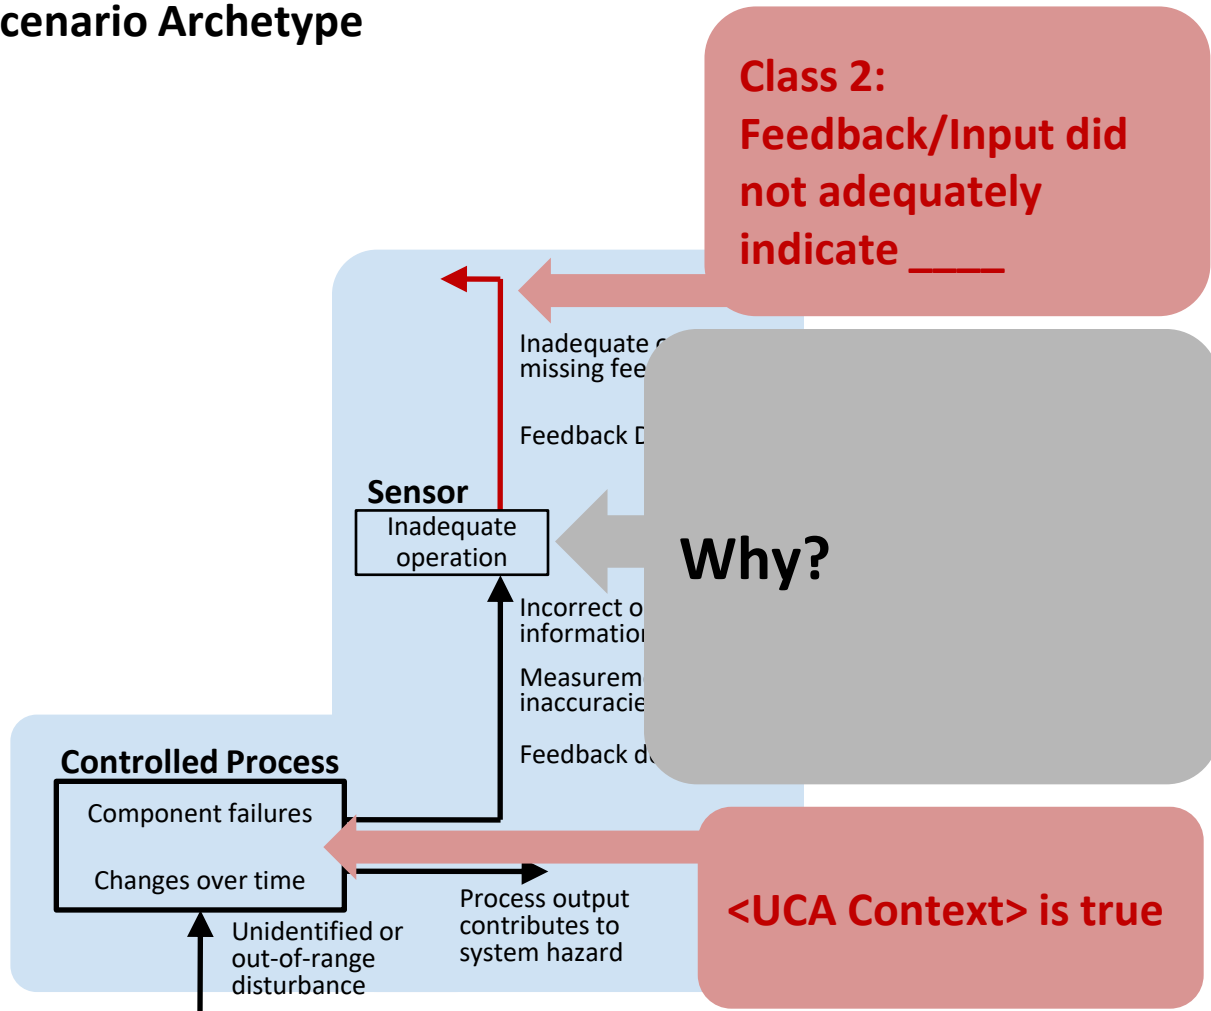 cenario Archetype
Class 2:
Feedback/Input did
not adequately
indicate ____
Inadequate
missing fee
Feedback D
Sensor
Inadequate
operation
Why?
Incorrect o
information
Measurem
inaccuracie
Feedback d
Controlled Process
Component failures
Changes over time
Process output
contributes to
system hazard
Unidentified or
out-of-range
disturbance
<UCA Context> is true